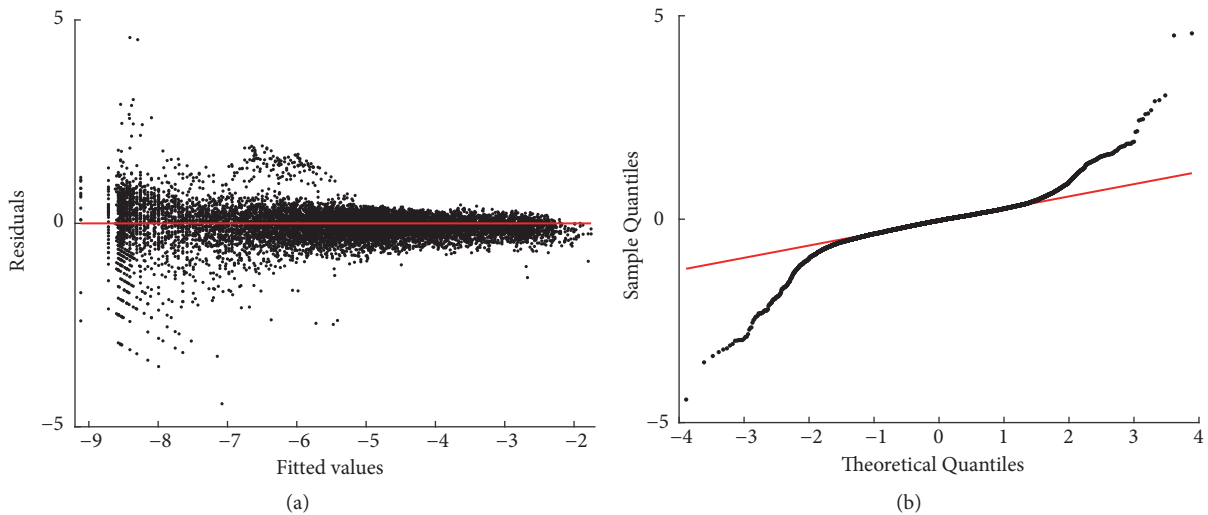 5
Residuals
0
−5
−9 −8 −7 −6 −5 −4 −3 −2
Fitted values
(a)
5
Sample Quantiles
0
−5
−4 −3 −2 −1 0 1 2 3 4
Theoretical Quantiles
(b)